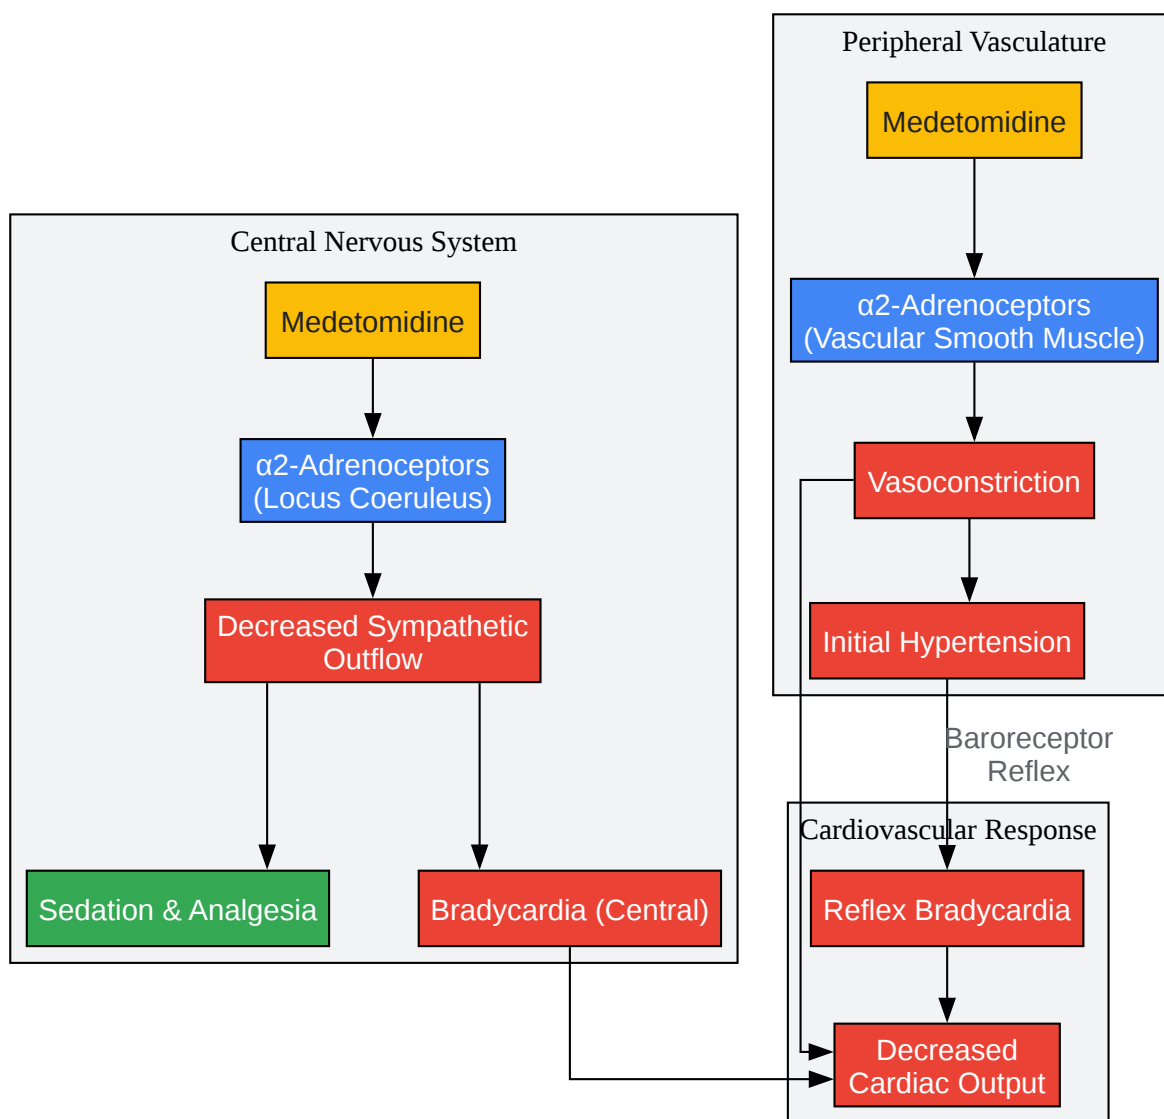 Peripheral Vasculature
Medetomidine
α2-Adrenoceptors
(Vascular Smooth Muscle)
Vasoconstriction
Initial Hypertension
Central Nervous System
Medetomidine
α2-Adrenoceptors
(Locus Coeruleus)
Decreased Sympathetic
Outflow
Sedation & Analgesia
Bradycardia (Central)
Baroreceptor
Reflex
Cardiovascular Response
Reflex Bradycardia
Decreased
Cardiac Output